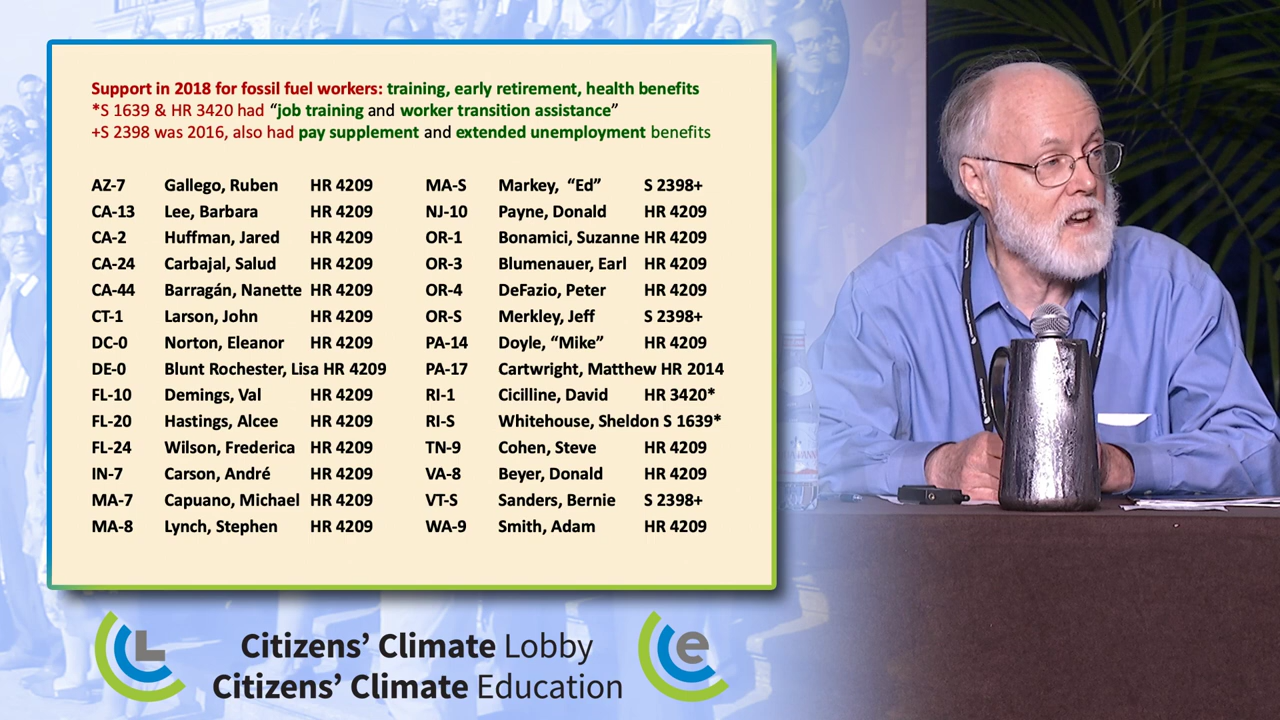 Support in 2018 for fossil fuel workers: training, early retirement, health benefits
*S 1639 & HR 3420 had “job training and worker transition assistance”
+S 2398 was 2016, also had pay supplement and extended unemployment benefits
AZ-7 Gallego, Ruben HR 4209
CA-13 Lee, Barbara HR 4209
CA-2 Huffman, Jared HR 4209
CA-24 Carbajal, Salud HR 4209
CA-44 Barragán, Nanette HR 4209
CT-1 Larson, John HR 4209
DC-0 Norton, Eleanor HR 4209
DE-0 Blunt Rochester, Lisa HR 4209
FL-10 Demings, Val HR 4209
FL-20 Hastings, Alcee HR 4209
FL-24 Wilson, Frederica HR 4209
IN-7 Carson, André HR 4209
MA-7 Capuano, Michael HR 4209
MA-8 Lynch, Stephen HR 4209
MA-S Markey, “Ed” S 2398+
NJ-10 Payne, Donald HR 4209
OR-1 Bonamici, Suzanne HR 4209
OR-3 Blumenauer, Earl HR 4209
OR-4 DeFazio, Peter HR 4209
OR-S Merkley, Jeff S 2398+
PA-14 Doyle, “Mike” HR 4209
PA-17 Cartwright, Matthew HR 2014
RI-1 Cicilline, David HR 3420*
RI-S Whitehouse, Sheldon S 1639*
TN-9 Cohen, Steve HR 4209
VA-8 Beyer, Donald HR 4209
VT-S Sanders, Bernie S 2398+
WA-9 Smith, Adam HR 4209
L
Citizens’ Climate Lobby
Citizens’ Climate Education
e